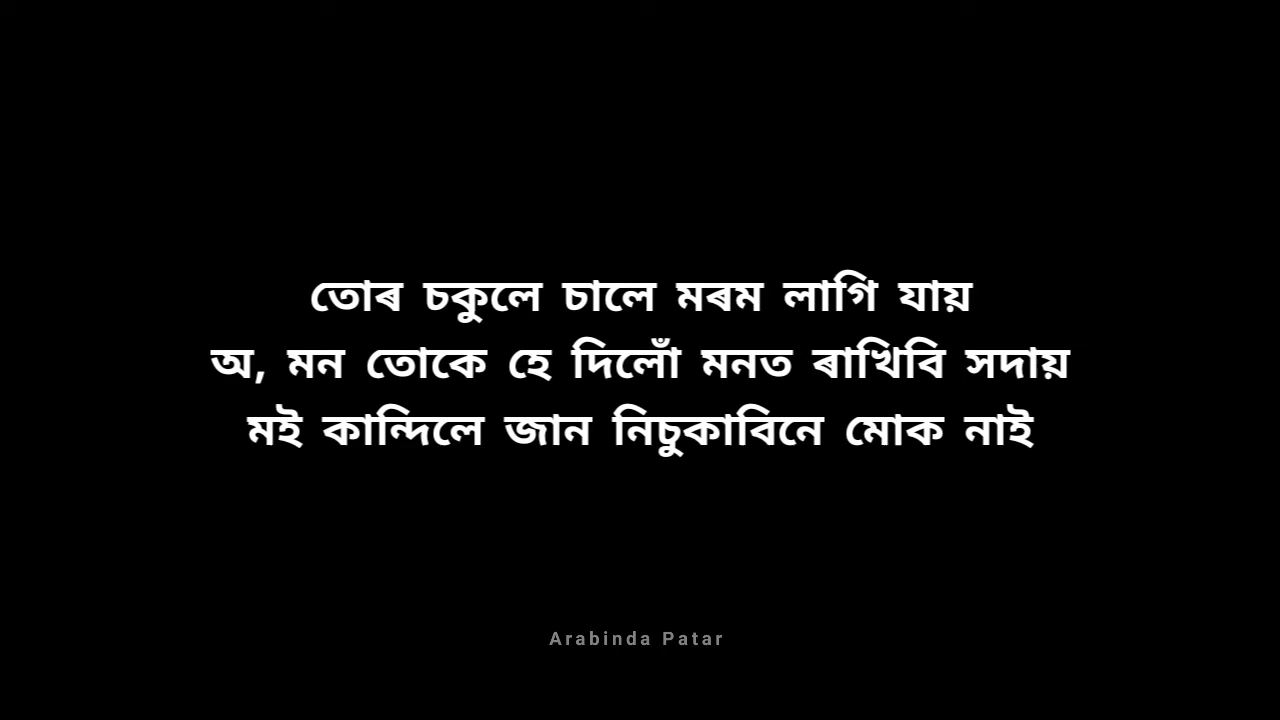 তোৰ চকুলে চালে মৰম লাগি যায়
অ, মন তোকে হে দিলোঁ মনত ৰাখিবি সদায়
মই কান্দিলে জান নিচুকাবিনে মোক নাই
Arabinda Patar